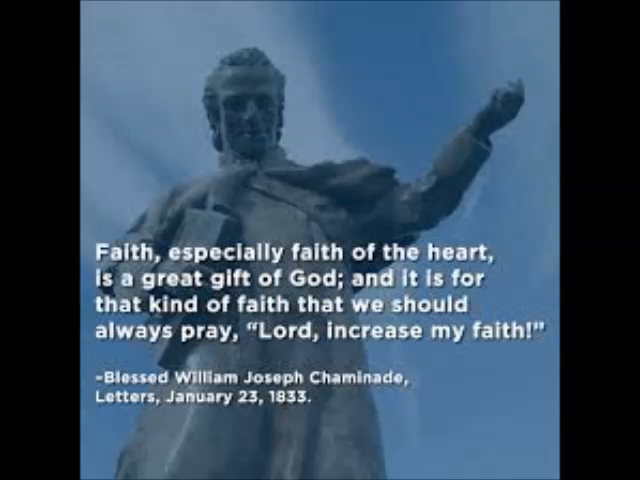 Faith, especially faith of the heart,
is a great gift of God; and it is for
that kind of faith that we should
always pray, “Lord, increase my faith!”
–Blessed William Joseph Chaminade,
Letters, January 23, 1833.